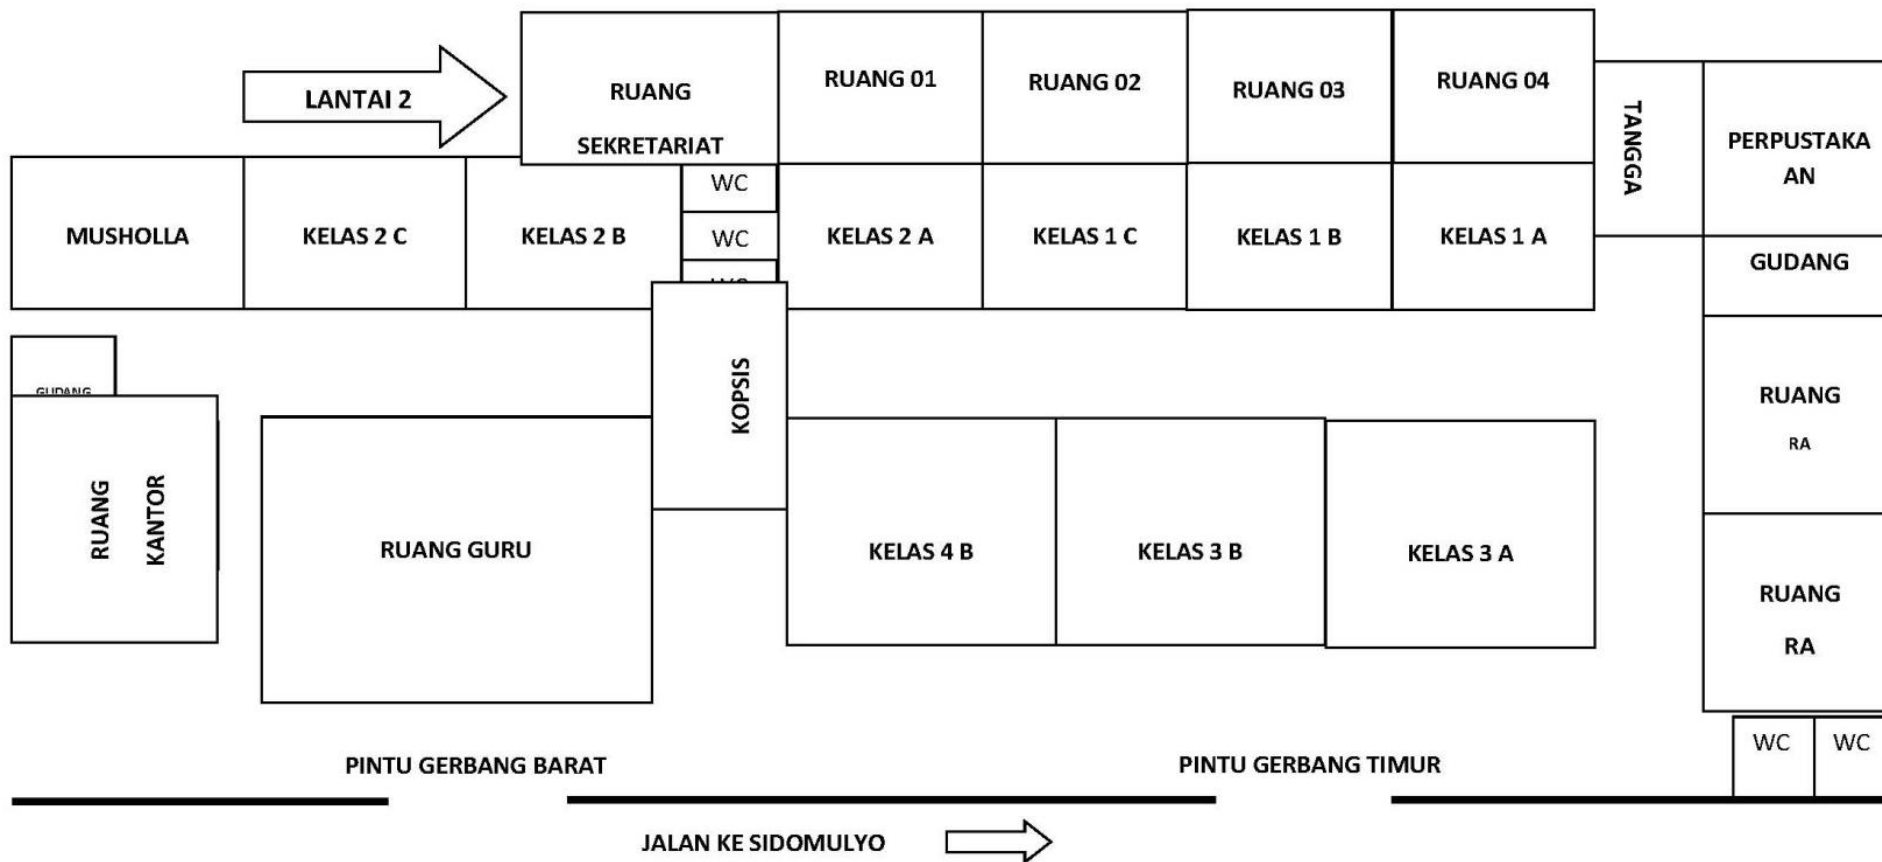 LANTAI 2
RUANG
SEKRETARIAT
RUANG 01
RUANG 02
RUANG 03
RUANG 04
TANGGA
PERPUSTAKA
AN
MUSHOLLA
KELAS 2 C
KELAS 2 B
WC
WC
WC
KELAS 2 A
KELAS 1 C
KELAS 1 B
KELAS 1 A
GUDANG
GUDANG
RUANG
KANTOR
RUANG GURU
KOPSIS
KELAS 4 B
KELAS 3 B
KELAS 3 A
RUANG
RA
RUANG
RA
WC
WC
PINTU GERBANG BARAT
PINTU GERBANG TIMUR
JALAN KE SIDOMULYO